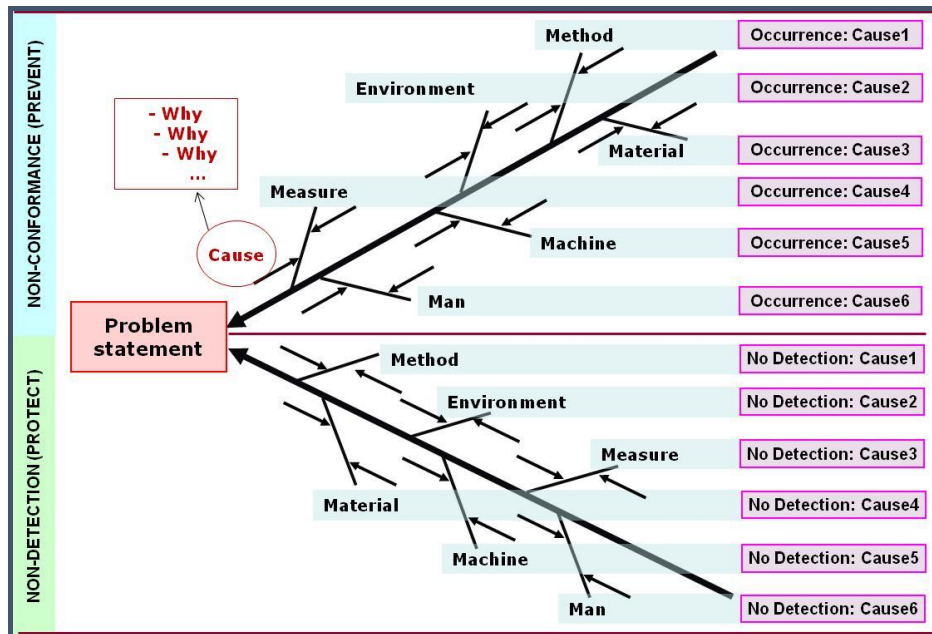 NON-CONFORMANCE (PREVENT)
Method
Occurrence: Cause1
Environment
Occurrence: Cause2
- Why
- Why
- Why
...
Material
Occurrence: Cause3
Measure
Occurrence: Cause4
Machine
Occurrence: Cause5
Cause
Man
Occurrence: Cause6
Problem
statement
NON-DETECTION (PROTECT)
Method
No Detection: Cause1
Environment
No Detection: Cause2
Measure
No Detection: Cause3
Material
No Detection: Cause4
Machine
No Detection: Cause5
Man
No Detection: Cause6